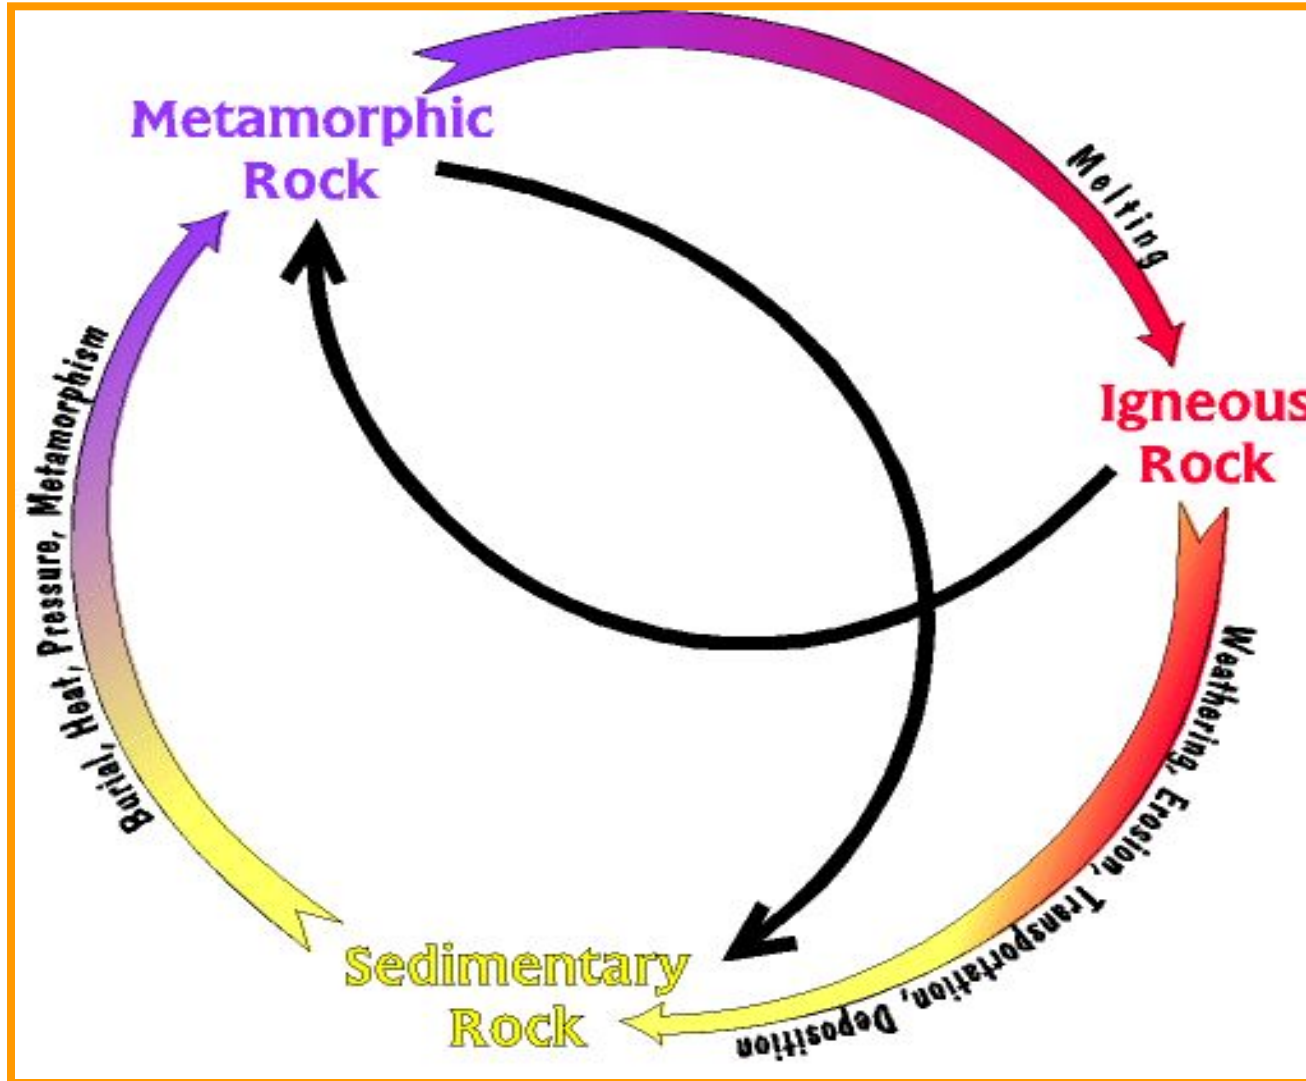 Metamorphic
Rock
Melting
Igneous
Rock
Weathering, Erosion, Transportation, Deposition
Sedimentary
Rock
Burial, Heat, Pressure, Metamorphism